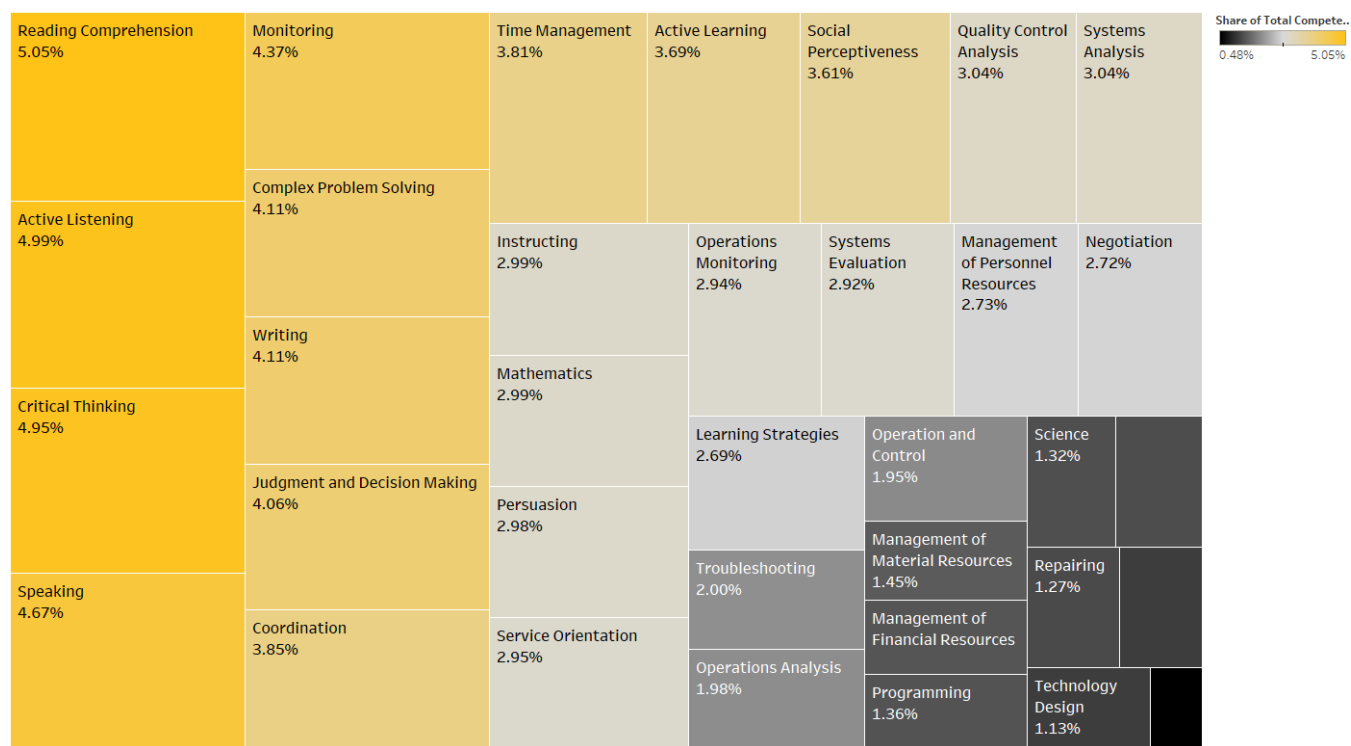 Reading Comprehension
5.05%
Active Listening
4.99%
Critical Thinking
4.95%
Speaking
4.67%
Monitoring
4.37%
Complex Problem Solving
4.11%
Writing
4.11%
Judgment and Decision Making
4.06%
Coordination
3.85%
Time Management
3.81%
Active Learning
3.69%
Social
Perceptiveness
3.61%
Quality Control
Analysis
3.04%
Systems
Analysis
3.04%
Instructing
2.99%
Mathematics
2.99%
Persuasion
2.98%
Service Orientation
2.95%
Operations
Monitoring
2.94%
Systems
Evaluation
2.92%
Management
of Personnel
Resources
2.73%
Negotiation
2.72%
Learning Strategies
2.69%
Troubleshooting
2.00%
Operations Analysis
1.98%
Operation and
Control
1.95%
Management of
Material Resources
1.45%
Management of
Financial Resources
Programming
1.36%
Science
1.32%
Repairing
1.27%
Technology
Design
1.13%
Share of Total Compete..
0.48% 5.05%